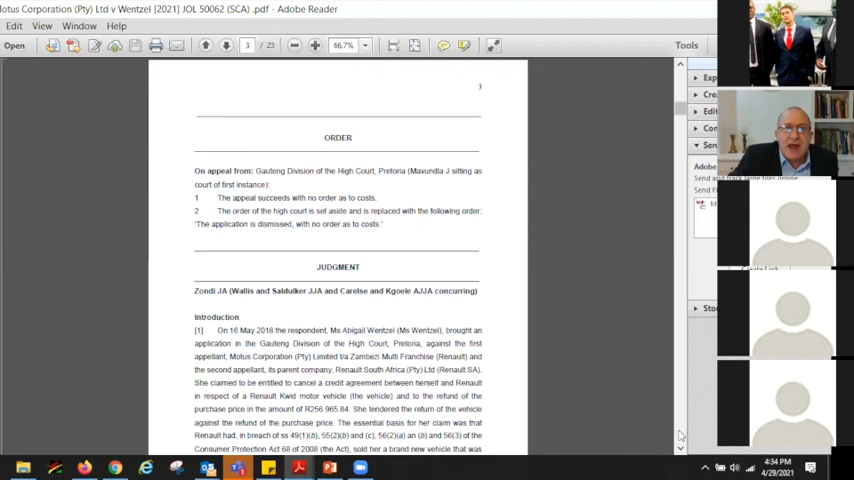 Motus Corporation (Pty) Ltd v Wentzel [2021] JOL 50062 (SCA) .pdf - Adobe Reader
Edit View Window Help
Open 3 / 23 66.7% Tools
3
ORDER
On appeal from: Gauteng Division of the High Court, Pretoria (Mavundla J sitting as
court of first instance):
1 The appeal succeeds with no order as to costs.
2 The order of the high court is set aside and is replaced with the following order:
'The application is dismissed, with no order as to costs.'
JUDGMENT
Zondi JA (Wallis and Saldulker JJA and Carelse and Kgoele AJJA concurring)
Introduction
[1] On 16 May 2018 the respondent, Ms Abigail Wentzel (Ms Wentzel), brought an
application in the Gauteng Division of the High Court, Pretoria, against the first
appellant, Motus Corporation (Pty) Limited t/a Zambezi Multi Franchise (Renault) and
the second appellant, its parent company, Renault South Africa (Pty) Ltd (Renault SA).
She claimed to be entitled to cancel a credit agreement between herself and Renault
in respect of a Renault Kwid motor vehicle (the vehicle) and to the refund of the
purchase price in the amount of R256 965.84. She tendered the return of the vehicle
against the refund of the purchase price. The essential basis for her claim was that
Renault had, in breach of ss 49(1)(b), 55(2)(b) and (c), 56(2)(a) an (b) and 56(3) of the
Consumer Protection Act 68 of 2008 (the Act), sold her a brand new vehicle that was
Adobe
Send and track large files online.
Create Link
4:34 PM
4/29/2021